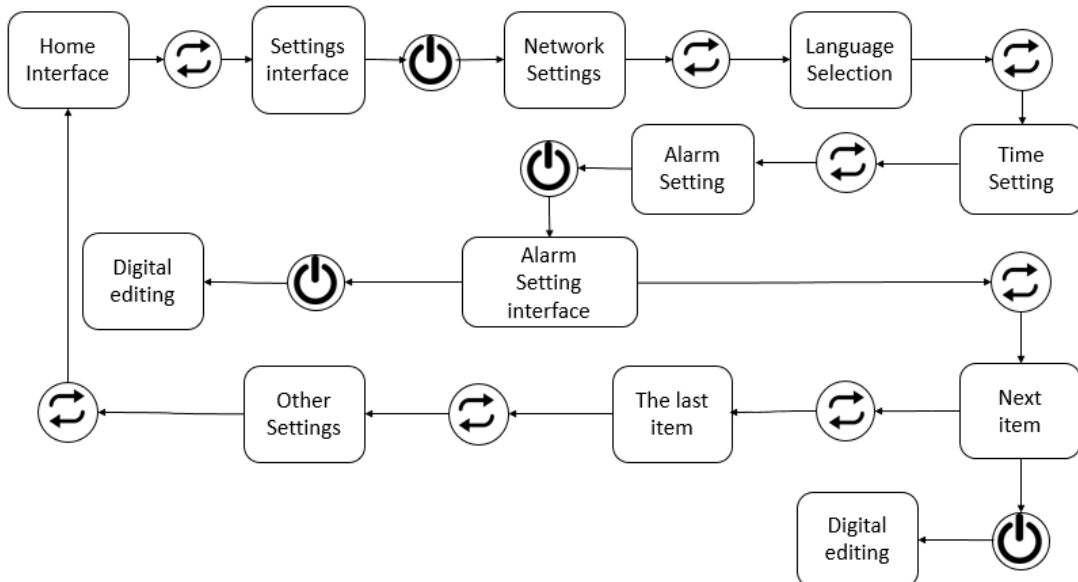 Home
Interface
Settings
interface
Network
Settings
Language
Selection
Time
Setting
Alarm
Setting
Alarm
Setting
interface
Digital
editing
Next
item
The last
item
Other
Settings
Digital
editing